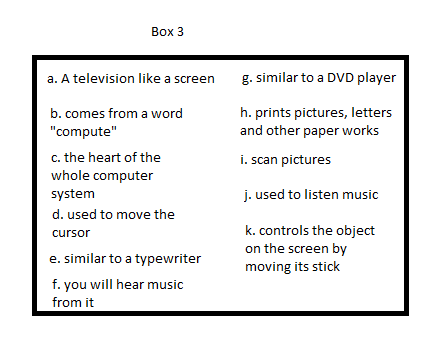 Box 3
a. A television like a screen
b. comes from a word
"compute"
c. the heart of the
whole computer
system
d. used to move the
cursor
e. similar to a typewriter
f. you will hear music
from it
g. similar to a DVD player
h. prints pictures, letters
and other paper works
i. scan pictures
j. used to listen music
k. controls the object
on the screen by
moving its stick